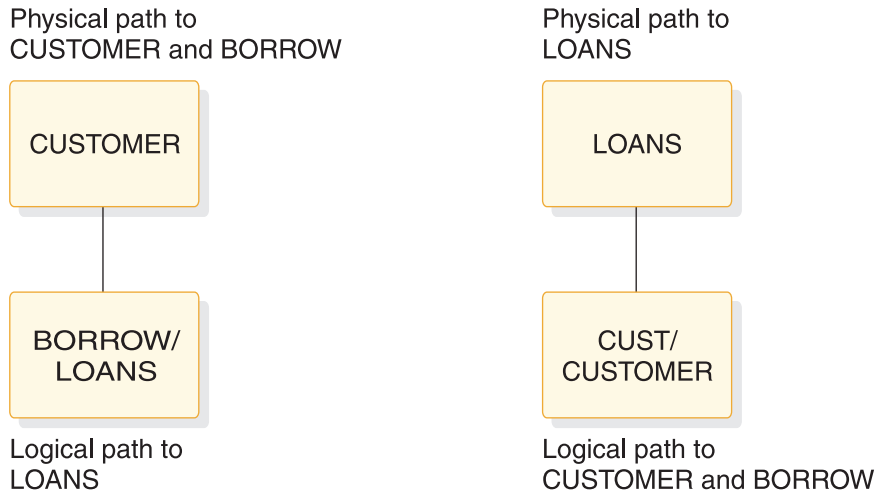 Physical path to
CUSTOMER and BORROW
CUSTOMER
BORROW/
LOANS
Logical path to
LOANS
Physical path to
LOANS
LOANS
CUST/
CUSTOMER
Logical path to
CUSTOMER and BORROW